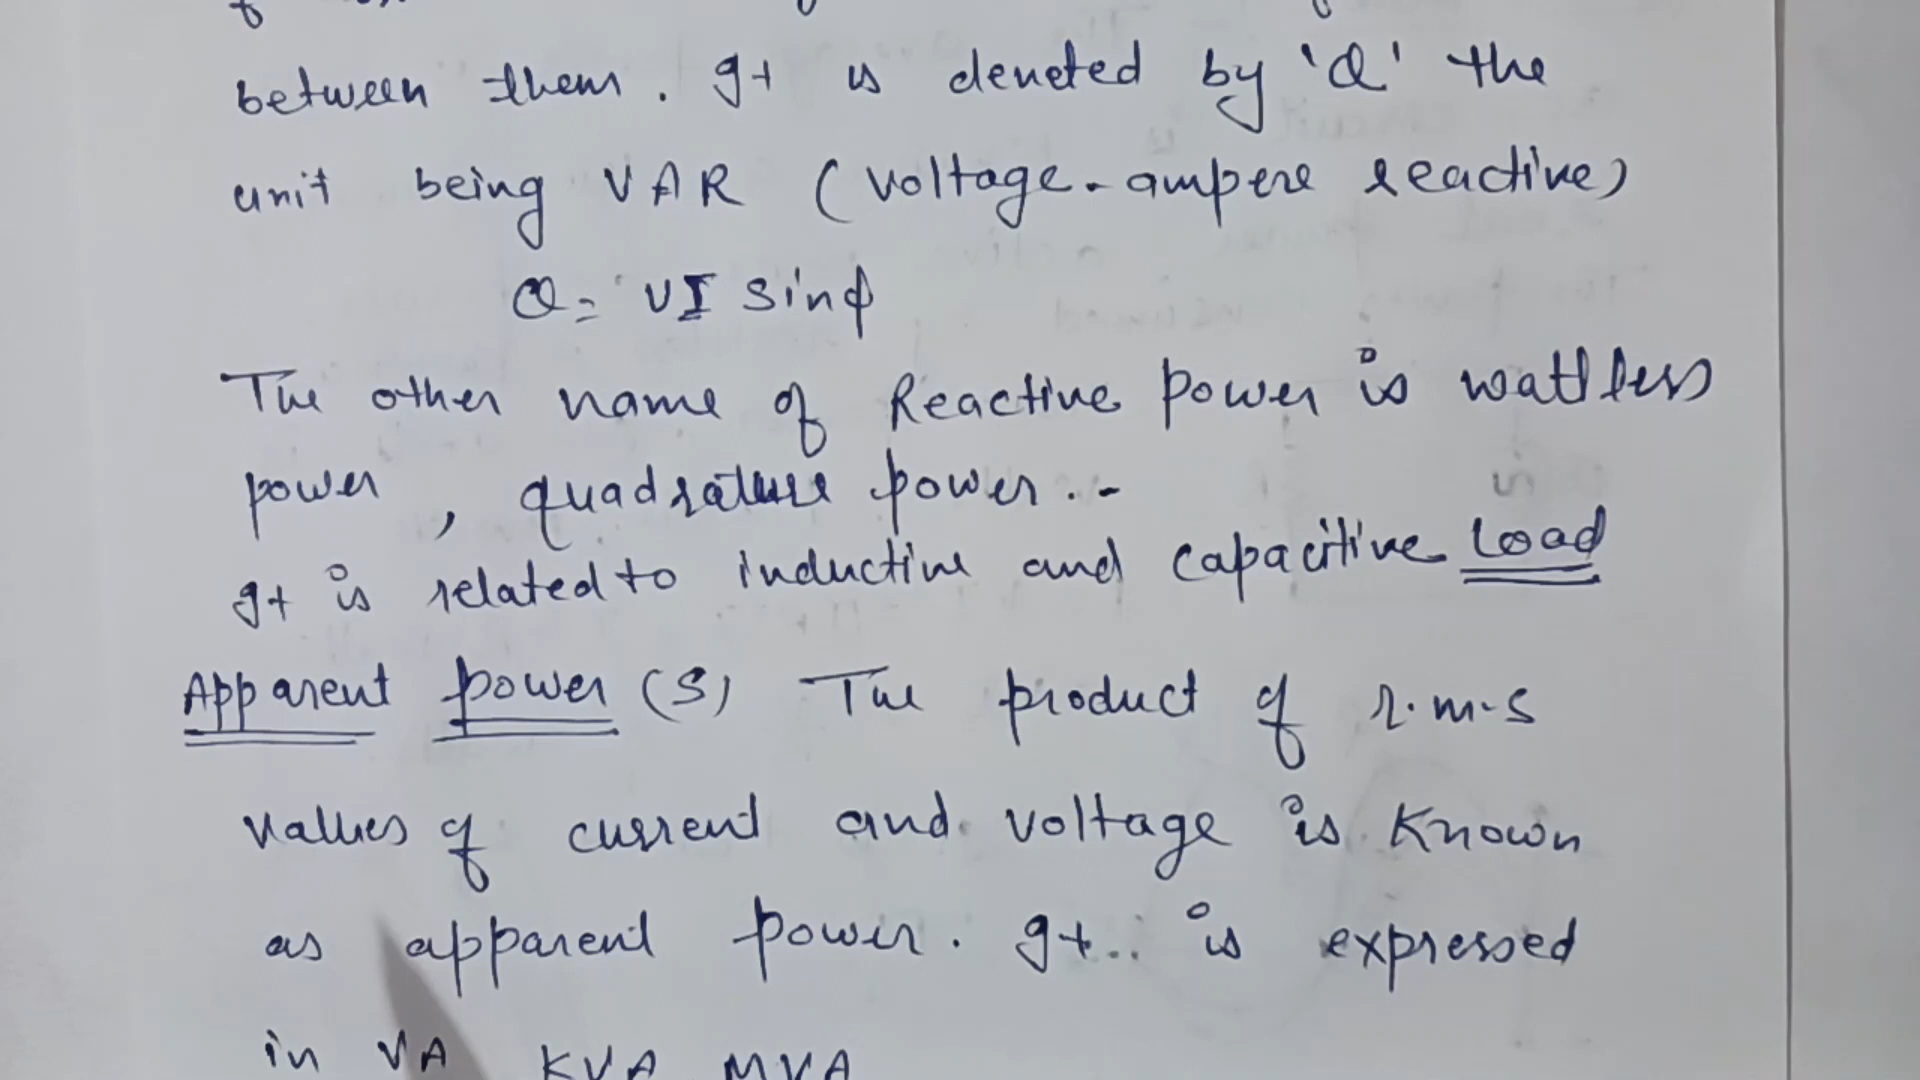 between them. It is denoted by 'Q' the
unit being VAR (Voltage-ampere reactive)
Q = VI sinϕ
The other name of Reactive power is wattless
power, quadrature power.-
It is related to inductive and capacitive Load
Apparent power (S) The product of r.m.s
values of current and voltage is known
as apparent power. It is expressed
in VA KVA MVA